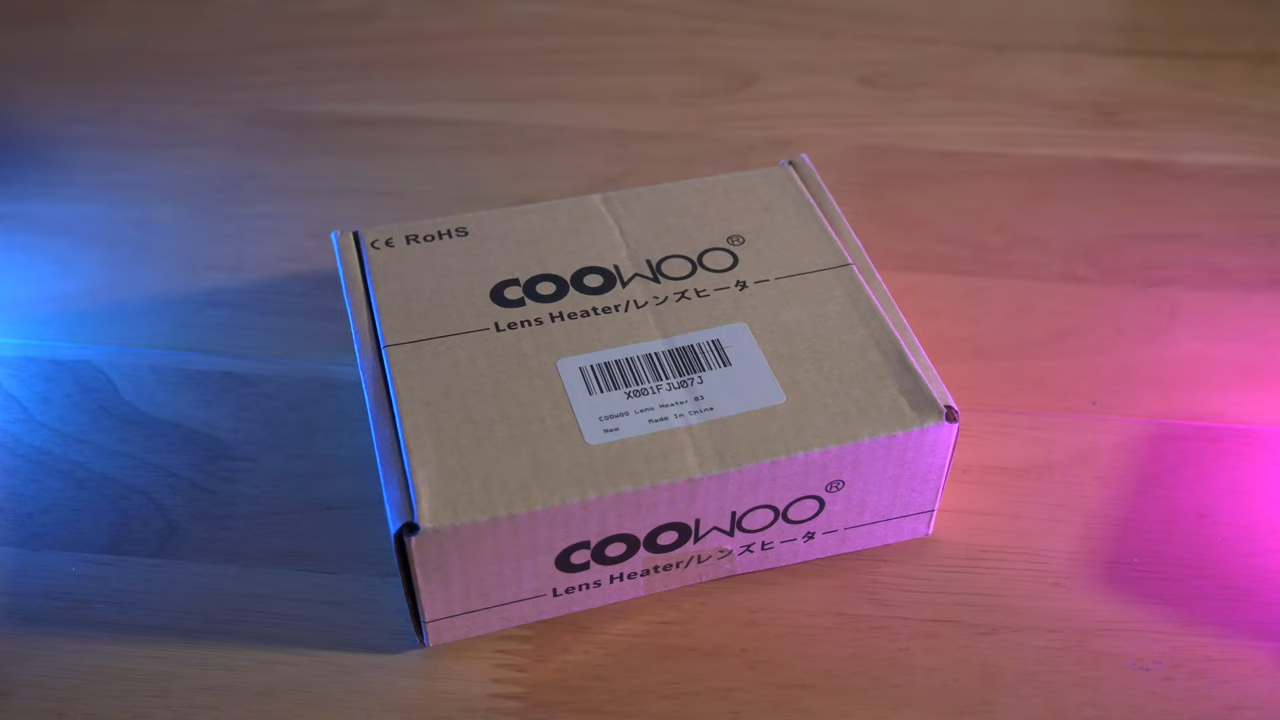 CE RoHS
COOWOO®
Lens Heater/レンズヒーター
X001FJU07J
COOWOO Lens Heater 03
New Made In China
COOWOO®
Lens Heater/レンズヒーター